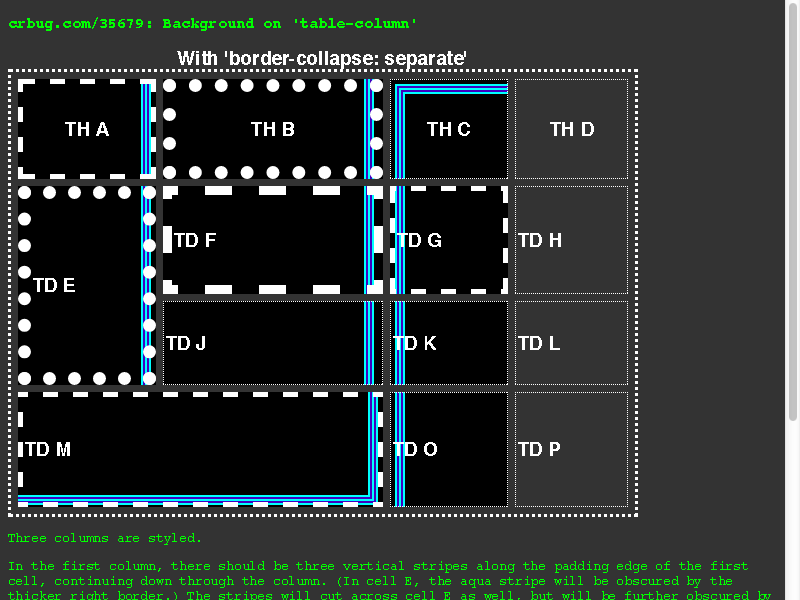 crbug.com/35679: Background on 'table-column'
With 'border-collapse: separate'
TH A TH B TH C TH D
TD E TD F TD G TD H
TD J TD K TD L
TD M TD O TD P
Three columns are styled.
In the first column, there should be three vertical stripes along the padding edge of the first
cell, continuing down through the column. (In cell E, the aqua stripe will be obscured by the
thicker right border.) The stripes will cut across cell E as well, but will be further obscured by